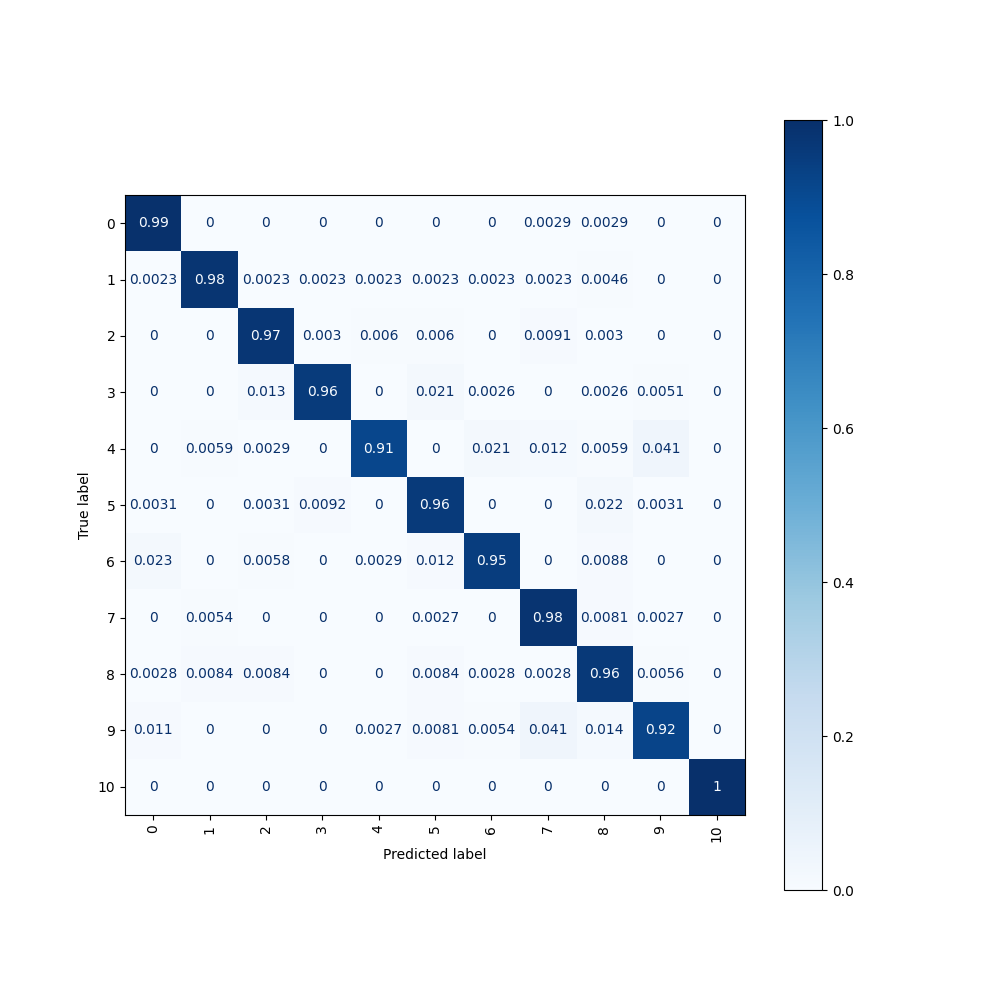 1.0
0 0.99 0 0 0 0 0 0 0.0029 0.0029 0 0
1 0.0023 0.98 0.0023 0.0023 0.0023 0.0023 0.0023 0.0023 0.0046 0 0
0.8
2 0 0 0.97 0.003 0.006 0.006 0 0.0091 0.003 0 0
3 0 0 0.013 0.96 0 0.021 0.0026 0 0.0026 0.0051 0
0.6
4 0 0.0059 0.0029 0 0.91 0 0.021 0.012 0.0059 0.041 0
True label
5 0.0031 0 0.0031 0.0092 0 0.96 0 0 0.022 0.0031 0
6 0.023 0 0.0058 0 0.0029 0.012 0.95 0 0.0088 0 0
0.4
7 0 0.0054 0 0 0 0.0027 0 0.98 0.0081 0.0027 0
8 0.0028 0.0084 0.0084 0 0 0.0084 0.0028 0.0028 0.96 0.0056 0
9 0.011 0 0 0 0.0027 0.0081 0.0054 0.041 0.014 0.92 0
0.2
10 0 0 0 0 0 0 0 0 0 0 1
0 1 2 3 4 5 6 7 8 9 10
Predicted label
0.0